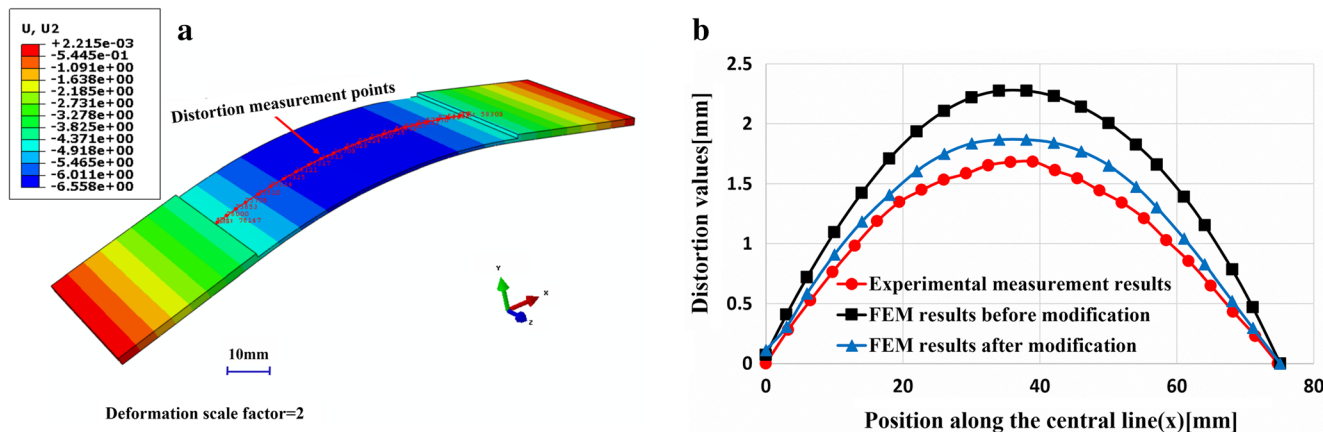 U, U2
+2.215e-03
-5.445e-01
-1.091e+00
-1.638e+00
-2.185e+00
-2.731e+00
-3.278e+00
-3.825e+00
-4.371e+00
-4.918e+00
-5.465e+00
-6.011e+00
-6.558e+00
a
Distortion measurement points
Y
X
Z
10mm
Deformation scale factor=2
b
Distortion values[mm]
2.5
2
1.5
1
0.5
0
Experimental measurement results
FEM results before modification
FEM results after modification
0
20
40
60
80
Position along the central line(x)[mm]